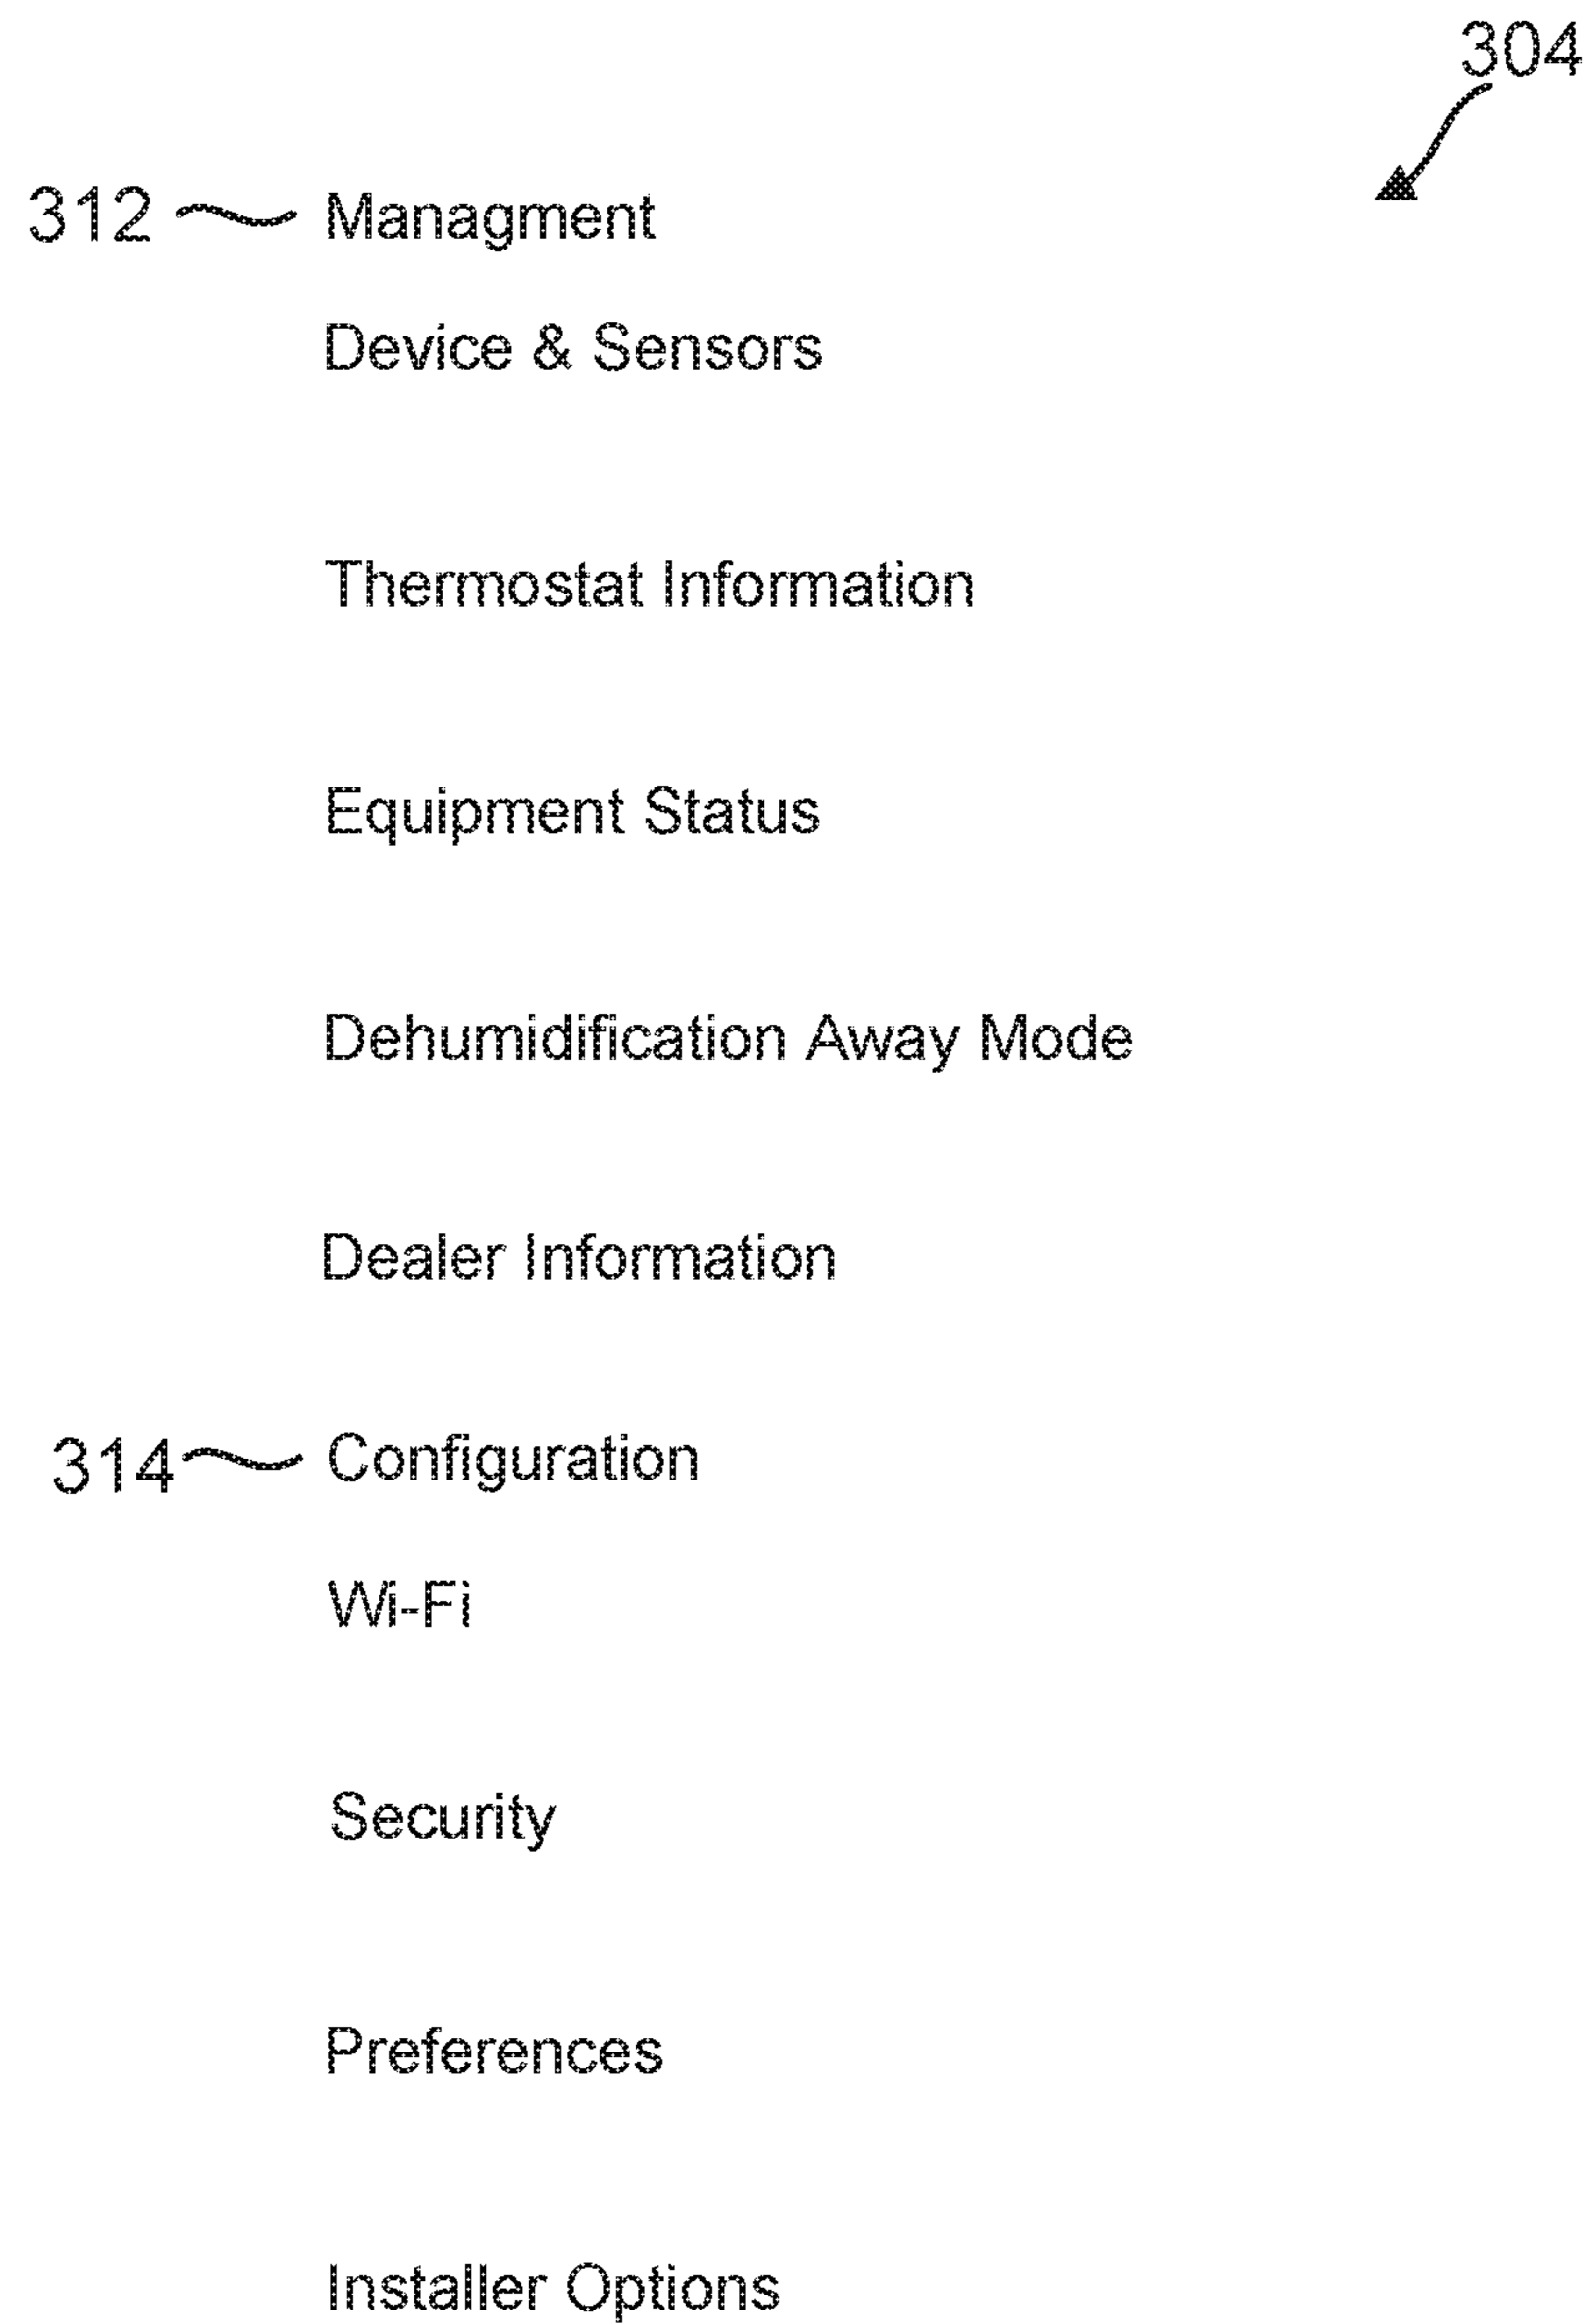 304
312 Managment
Device & Sensors
Thermostat Information
Equipment Status
Dehumidification Away Mode
Dealer Information
314 Configuration
Wi-Fi
Security
Preferences
Installer Options